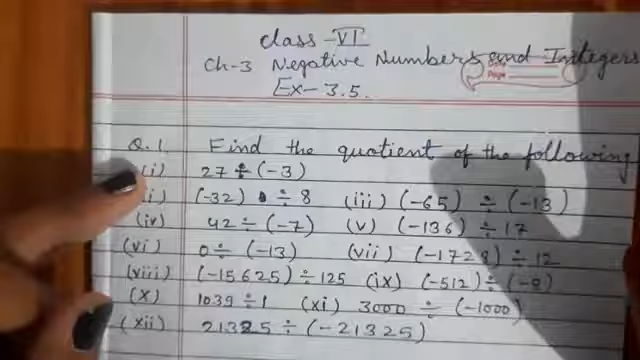 Class - VI
Ch-3 Negative Numbers and Integers
Ex- 3.5.
Q.1. Find the quotient of the following
(i) 27 ÷ (-3)
(-32) ÷ 8 (iii) (-65) ÷ (-13)
(iv) 42 ÷ (-7) (v) (-136) ÷ 17
(vi) 0 ÷ (-13) (vii) (-1728) ÷ 12
(viii) (-15625) ÷ 125 (ix) (-512) ÷
(x) 1039 ÷ 1 (xi) 3000 ÷ (-1000)
(xii) 21325 ÷ (-21325)